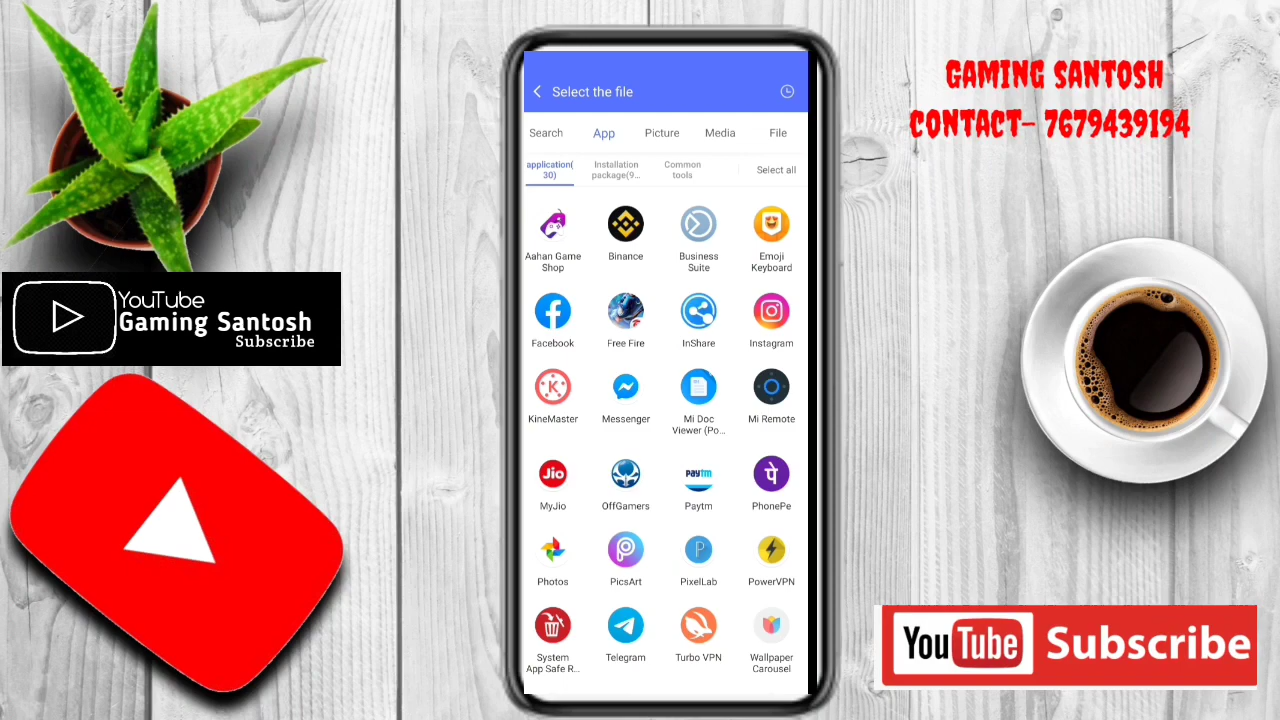 GAMING SANTOSH
CONTACT- 7679439194
YouTube
Gaming Santosh
Subscribe
Select the file
Search App Picture Media File
application(
30)
Installation
package(9...
Common
tools
Select all
Aahan Game
Shop
Binance
Business
Suite
Emoji
Keyboard
Facebook
Free Fire
InShare
Instagram
K
KineMaster
Messenger
Mi Doc
Viewer (Po...
Mi Remote
Jio
MyJio
OffGamers
paytm
Paytm
पे
PhonePe
Photos
PicsArt
P
PixelLab
PowerVPN
System
App Safe R...
Telegram
Turbo VPN
Wallpaper
Carousel
YouTube Subscribe